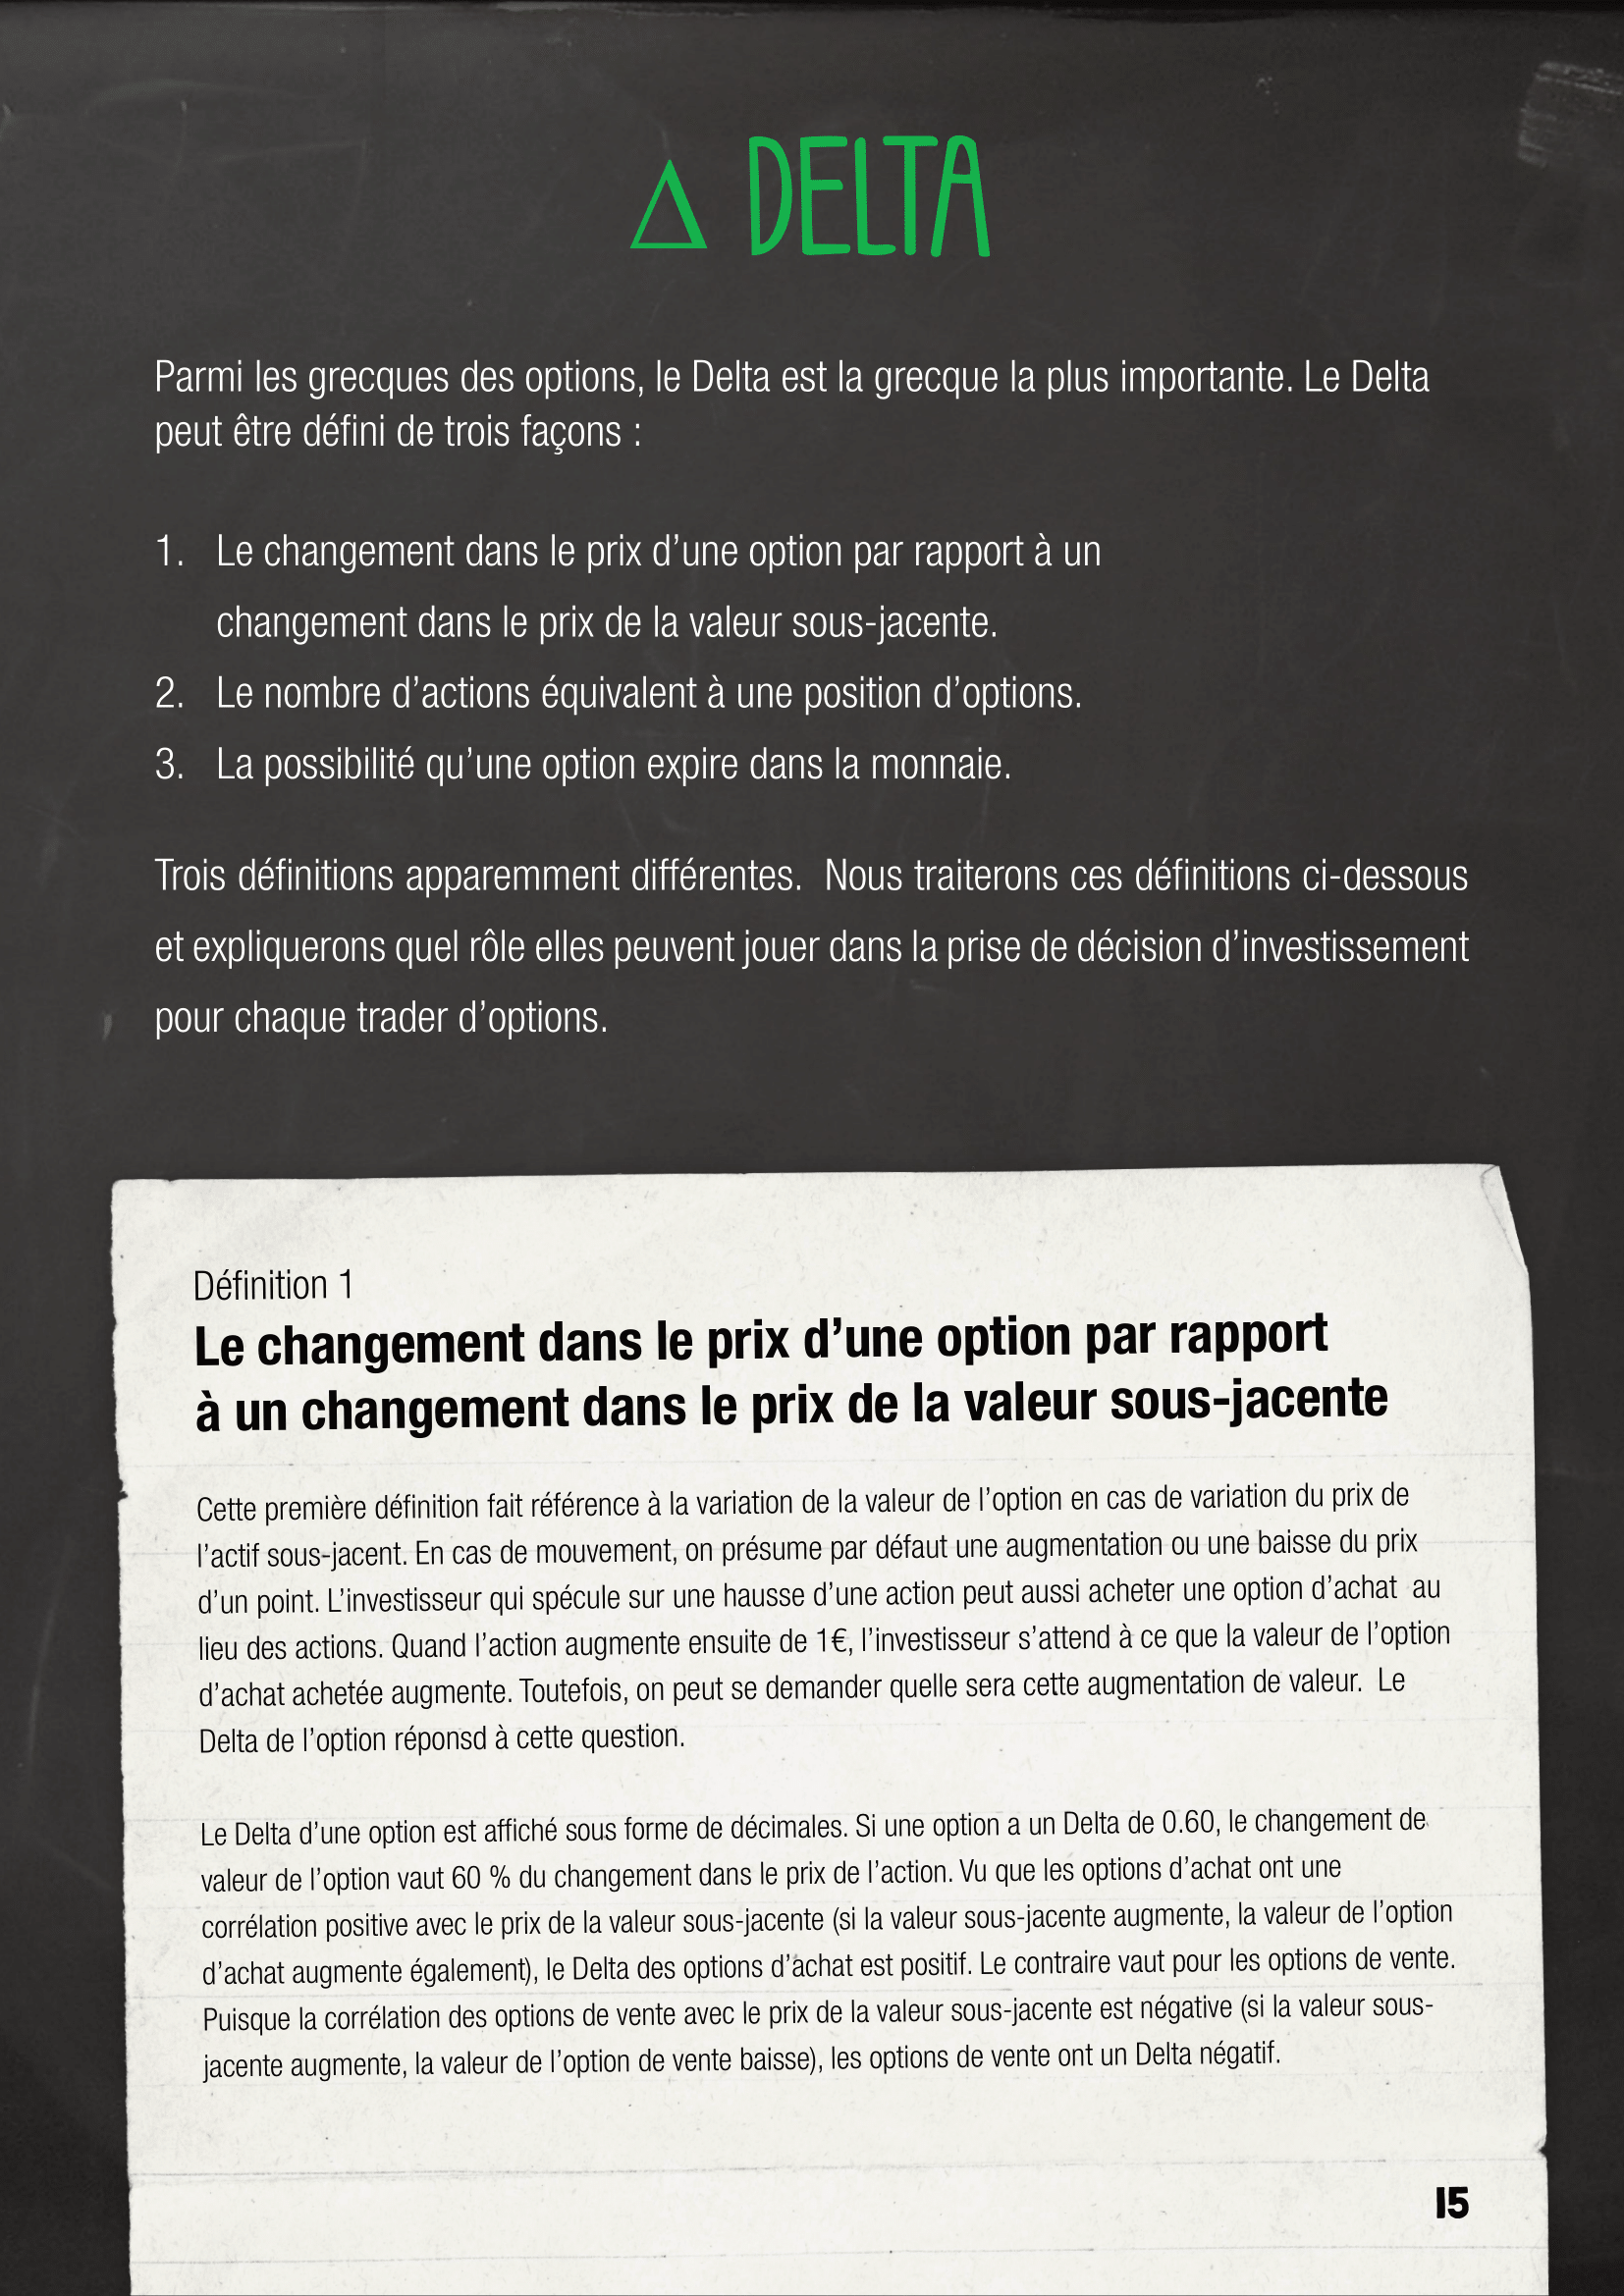 Δ DELTA
Parmi les grecques des options, le Delta est la grecque la plus importante. Le Delta
peut être défini de trois façons :
1. Le changement dans le prix d’une option par rapport à un
changement dans le prix de la valeur sous-jacente.
2. Le nombre d’actions équivalent à une position d’options.
3. La possibilité qu’une option expire dans la monnaie.
Trois définitions apparemment différentes. Nous traiterons ces définitions ci-dessous
et expliquerons quel rôle elles peuvent jouer dans la prise de décision d’investissement
pour chaque trader d’options.
Définition 1
Le changement dans le prix d’une option par rapport
à un changement dans le prix de la valeur sous-jacente
Cette première définition fait référence à la variation de la valeur de l’option en cas de variation du prix de
l’actif sous-jacent. En cas de mouvement, on présume par défaut une augmentation ou une baisse du prix
d’un point. L’investisseur qui spécule sur une hausse d’une action peut aussi acheter une option d’achat au
lieu des actions. Quand l’action augmente ensuite de 1€, l’investisseur s’attend à ce que la valeur de l’option
d’achat achetée augmente. Toutefois, on peut se demander quelle sera cette augmentation de valeur. Le
Delta de l’option réponsd à cette question.
Le Delta d’une option est affiché sous forme de décimales. Si une option a un Delta de 0.60, le changement de
valeur de l’option vaut 60 % du changement dans le prix de l’action. Vu que les options d’achat ont une
corrélation positive avec le prix de la valeur sous-jacente (si la valeur sous-jacente augmente, la valeur de l’option
d’achat augmente également), le Delta des options d’achat est positif. Le contraire vaut pour les options de vente.
Puisque la corrélation des options de vente avec le prix de la valeur sous-jacente est négative (si la valeur sous-
jacente augmente, la valeur de l’option de vente baisse), les options de vente ont un Delta négatif.
15